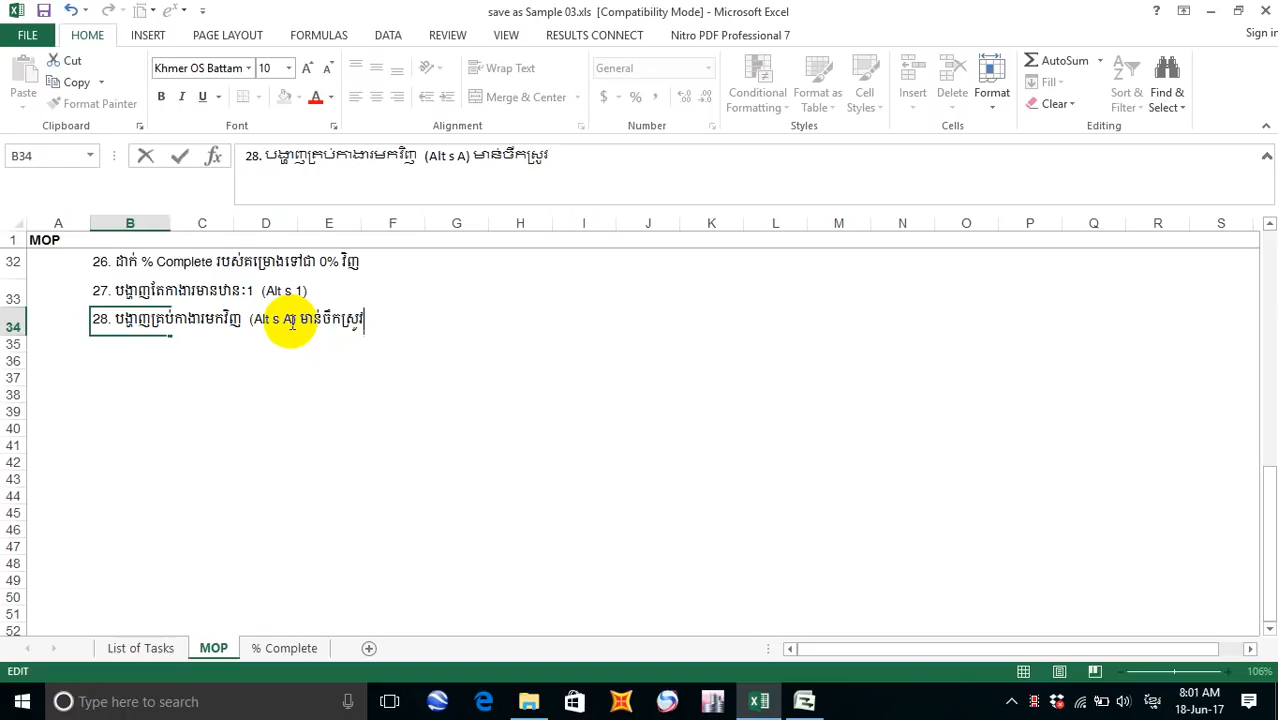 save as Sample 03.xls [Compatibility Mode] - Microsoft Excel
FILE HOME INSERT PAGE LAYOUT FORMULAS DATA REVIEW VIEW RESULTS CONNECT Nitro PDF Professional 7 Sign in
Paste
Cut
Copy
Format Painter
Clipboard
Khmer OS Battam 10
B I U
Font
Wrap Text
Merge & Center
Alignment
General
$ % ,
Number
Conditional Formatting
Format as Table
Cell Styles
Styles
Insert
Delete
Format
Cells
AutoSum
Fill
Clear
Sort & Filter
Find & Select
Editing
B34
28. បង្ហាញគ្រប់កាងារមកវិញ (Alt s A) មាន់ចឹកស្រូវ
A B C D E F G H I J K L M N O P Q R S
1 MOP
32 26. ដាក់ % Complete របស់គម្រោងទៅជា 0% វិញ
33 27. បង្ហាញតែកាងារមានឋានៈ1 (Alt s 1)
34 28. បង្ហាញគ្រប់កាងារមកវិញ (Alt s A) មាន់ចឹកស្រូវ
35
36
37
38
39
40
41
42
43
44
45
46
47
48
49
50
51
52
List of Tasks MOP % Complete
EDIT 106%
Type here to search
8:01 AM
18-Jun-17